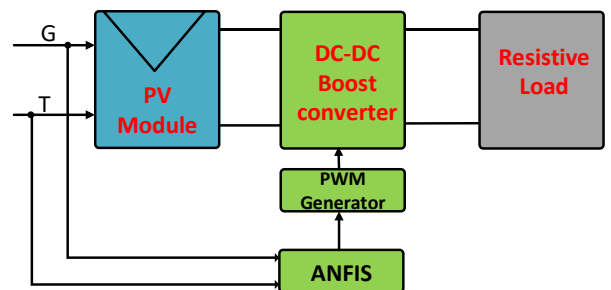 G
T
PV
Module
DC-DC
Boost
converter
Resistive
Load
PWM
Generator
ANFIS